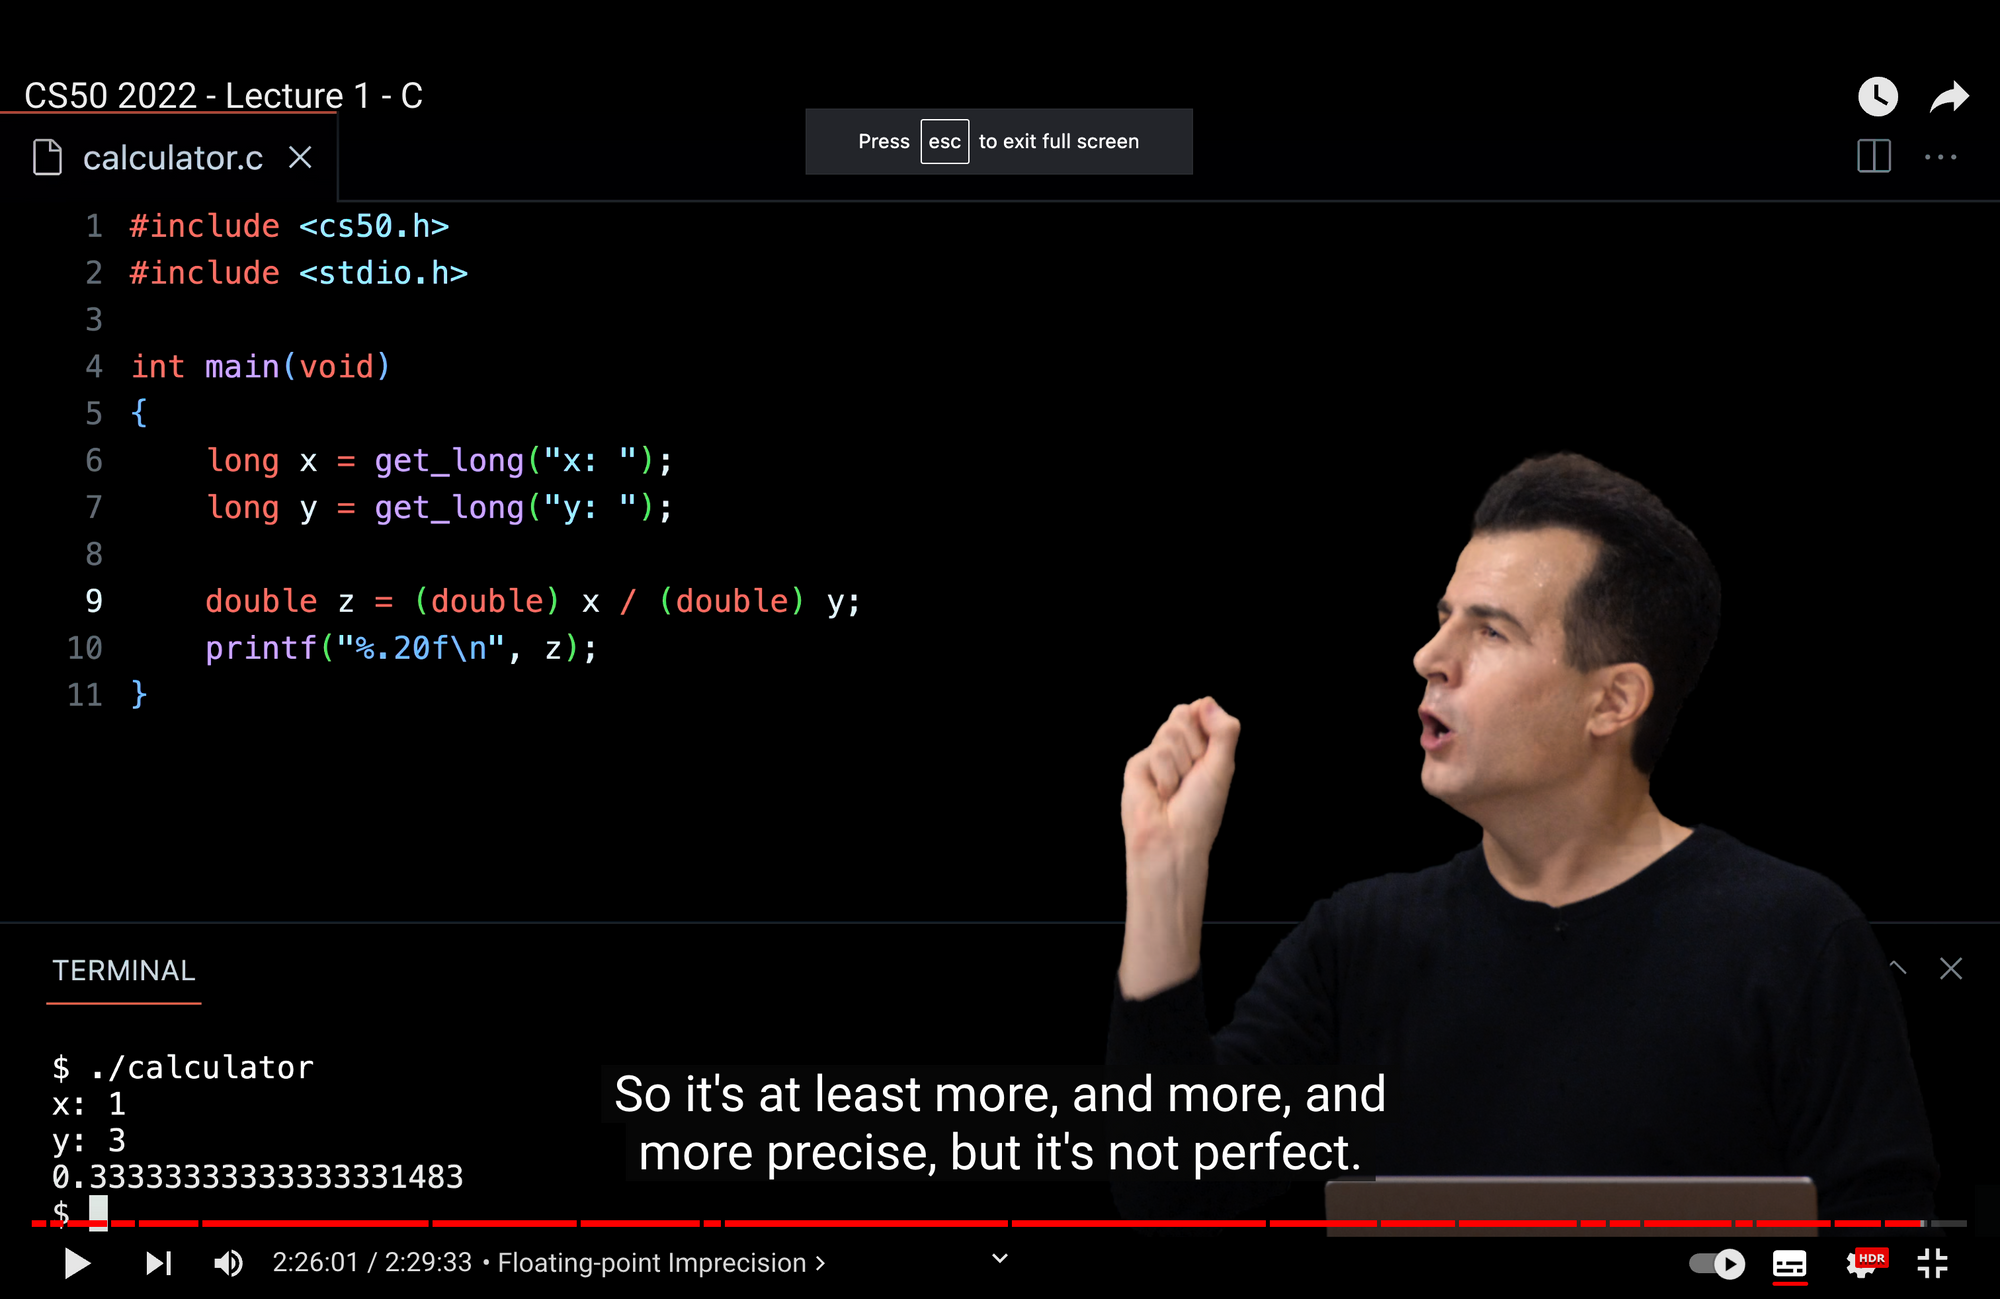 CS50 2022 - Lecture 1 - C
Press esc to exit full screen
calculator.c
1 #include <cs50.h>
2 #include <stdio.h>
3
4 int main(void)
5 {
6     long x = get_long("x: ");
7     long y = get_long("y: ");
8
9     double z = (double) x / (double) y;
10     printf("%.20f\n", z);
11 }
TERMINAL
$ ./calculator
x: 1
y: 3
0.33333333333333331483
$
So it's at least more, and more, and
more precise, but it's not perfect.
2:26:01 / 2:29:33 • Floating-point Imprecision
HDR